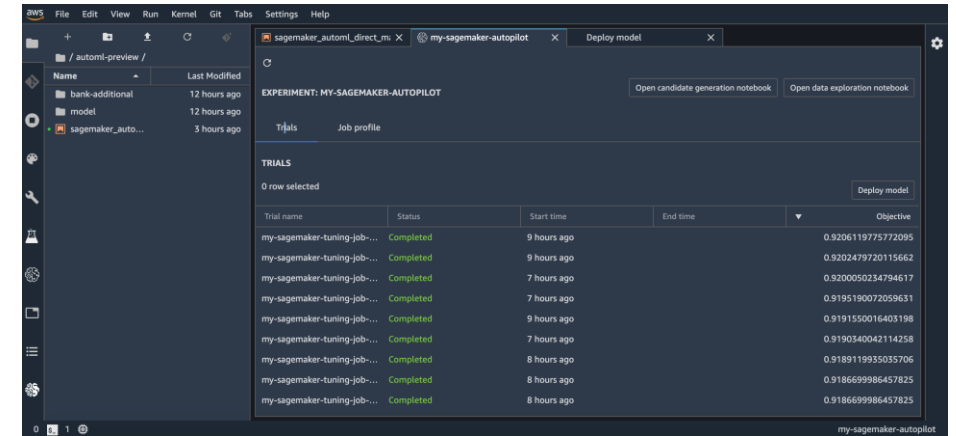 aws File Edit View Run Kernel Git Tabs Settings Help
sagemaker_automl_direct_m: X my-sagemaker-autopilot X Deploy model X
/ automl-preview /
Name Last Modified
bank-additional 12 hours ago
model 12 hours ago
sagemaker_auto... 3 hours ago
EXPERIMENT: MY-SAGEMAKER-AUTOPILOT
Open candidate generation notebook Open data exploration notebook
Trials Job profile
TRIALS
0 row selected
Deploy model
Trial name Status Start time End time Objective
my-sagemaker-tuning-job-... Completed 9 hours ago 0.9206119775772095
my-sagemaker-tuning-job-... Completed 9 hours ago 0.9202479720115662
my-sagemaker-tuning-job-... Completed 7 hours ago 0.9200050234794617
my-sagemaker-tuning-job-... Completed 7 hours ago 0.9195190072059631
my-sagemaker-tuning-job-... Completed 9 hours ago 0.9191550016403198
my-sagemaker-tuning-job-... Completed 7 hours ago 0.9190340042114258
my-sagemaker-tuning-job-... Completed 8 hours ago 0.9189119935035706
my-sagemaker-tuning-job-... Completed 8 hours ago 0.9186699986457825
my-sagemaker-tuning-job-... Completed 8 hours ago 0.9186699986457825
0 1 my-sagemaker-autopilot